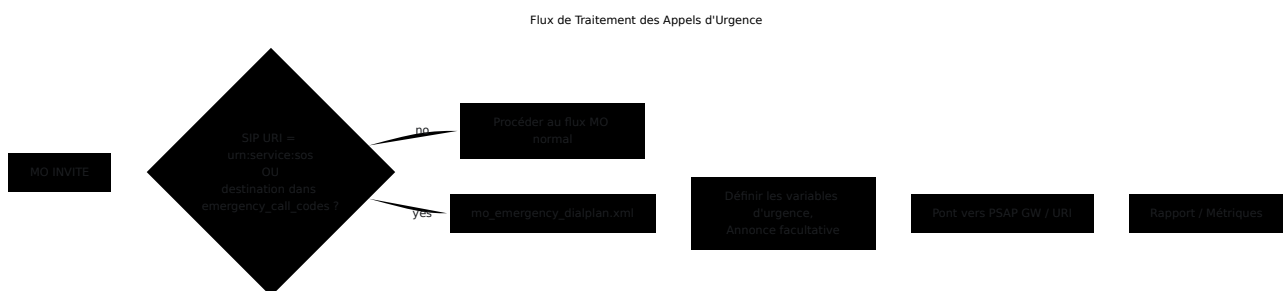 Flux de Traitement des Appels d'Urgence
MO INVITE
SIP URI =
urn:service:sos
OU
destination dans
emergency_call_codes ?
no
yes
Procéder au flux MO
normal
mo_emergency_dialplan.xml
Définir les variables
d'urgence,
Annonce facultative
Pont vers PSAP GW / URI
Rapport / Métriques